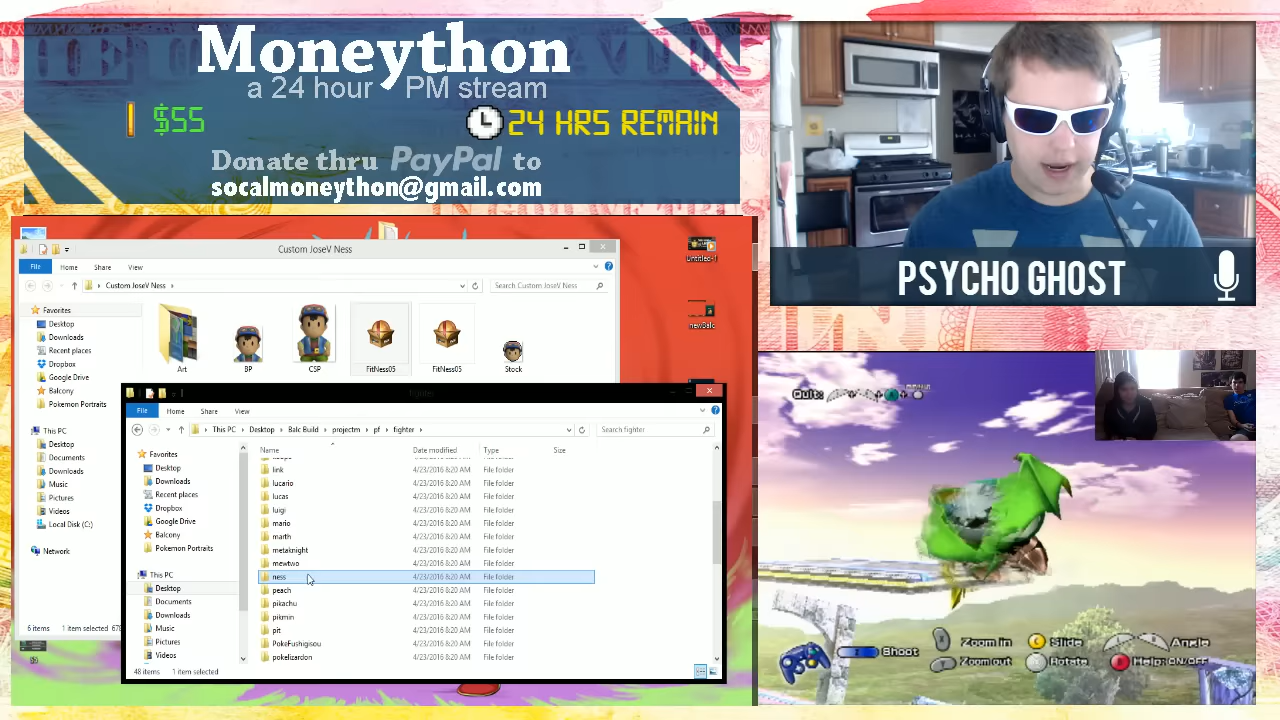 Moneython
a 24 hour PM stream
$55
24 HRS REMAIN
Donate thru PayPal to
socalmoneython@gmail.com
PSYCHO GHOST
Custom JoseV Ness
File Home Share View
Custom JoseV Ness
Search Custom JoseV Ness
Favorites
Desktop
Downloads
Recent places
Dropbox
Google Drive
Balcony
Pokemon Portraits
This PC
Desktop
Documents
Downloads
Music
Pictures
Videos
Local Disk (C:)
Network
Art
BP
CSP
FitNess05
FitNess05
Stock
6 items 1 item selected
Untitled-1
newBalc
fighter
File Home Share View
This PC Desktop Balc Build projectm pf fighter
Search fighter
Favorites
Desktop
Downloads
Recent places
Dropbox
Google Drive
Balcony
Pokemon Portraits
This PC
Desktop
Documents
Downloads
Music
Pictures
Videos
Name Date modified Type Size
link 4/23/2016 8:20 AM File folder
lucario 4/23/2016 8:20 AM File folder
lucas 4/23/2016 8:20 AM File folder
luigi 4/23/2016 8:20 AM File folder
mario 4/23/2016 8:20 AM File folder
marth 4/23/2016 8:20 AM File folder
metaknight 4/23/2016 8:20 AM File folder
mewtwo 4/23/2016 8:20 AM File folder
ness 4/23/2016 8:20 AM File folder
peach 4/23/2016 8:20 AM File folder
pikachu 4/23/2016 8:20 AM File folder
pikmin 4/23/2016 8:20 AM File folder
pit 4/23/2016 8:20 AM File folder
PokeFushigisou 4/23/2016 8:20 AM File folder
pokelizardon 4/23/2016 8:20 AM File folder
48 items 1 item selected
Quit:
Shoot
Zoom in
Zoom out
Slide
Rotate
Angle
Help: ON/OFF